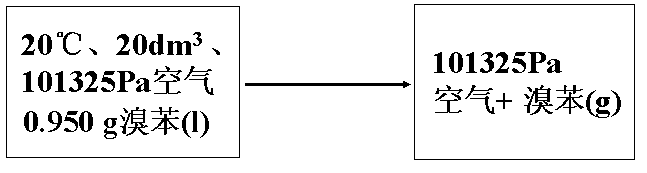 20℃、20dm³、
101325Pa空气
0.950 g溴苯(l)
101325Pa
空气+ 溴苯(g)